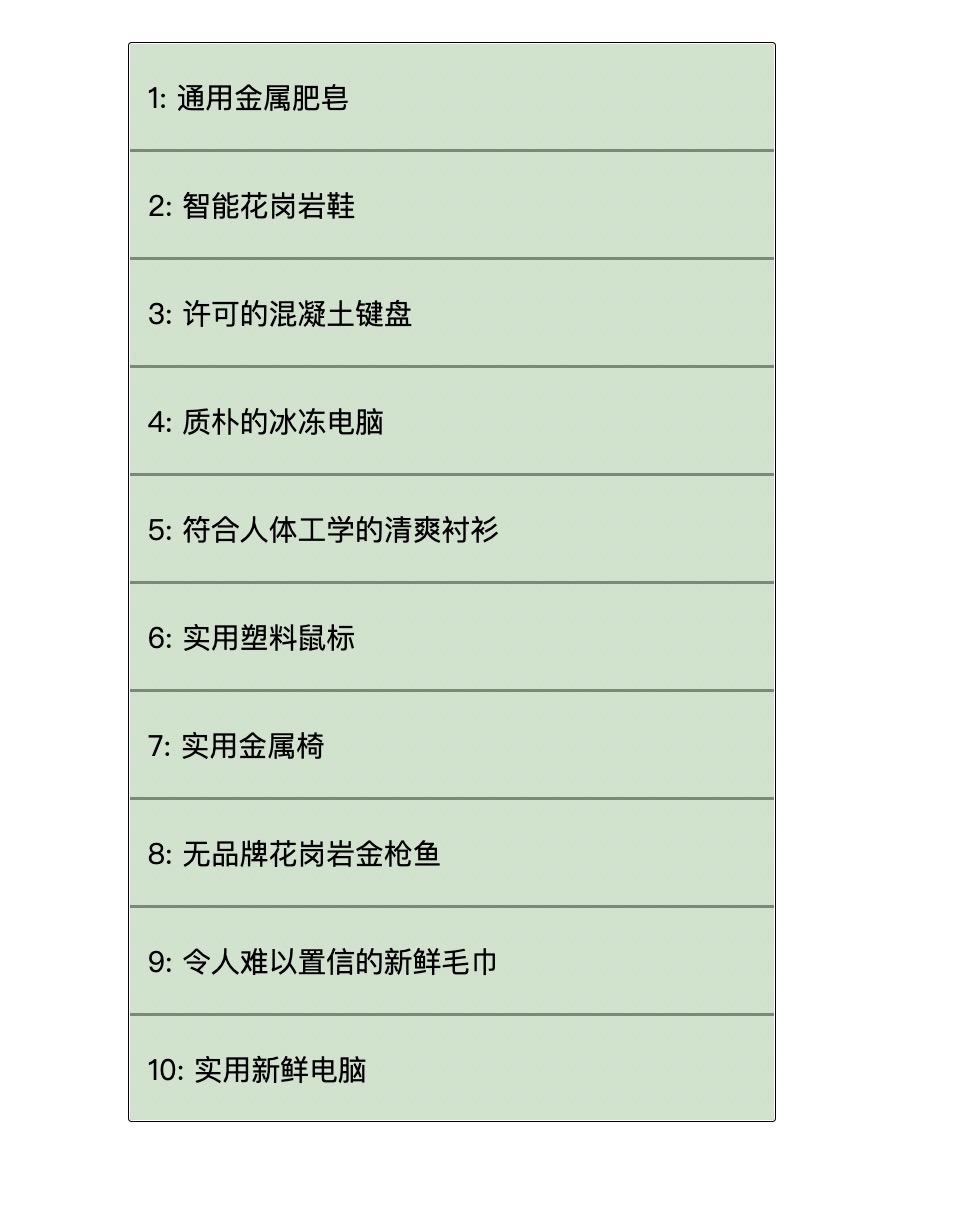 1: 通用金属肥皂
2: 智能花岗岩鞋
3: 许可的混凝土键盘
4: 质朴的冰冻电脑
5: 符合人体工学的清爽衬衫
6: 实用塑料鼠标
7: 实用金属椅
8: 无品牌花岗岩金枪鱼
9: 令人难以置信的新鲜毛巾
10: 实用新鲜电脑